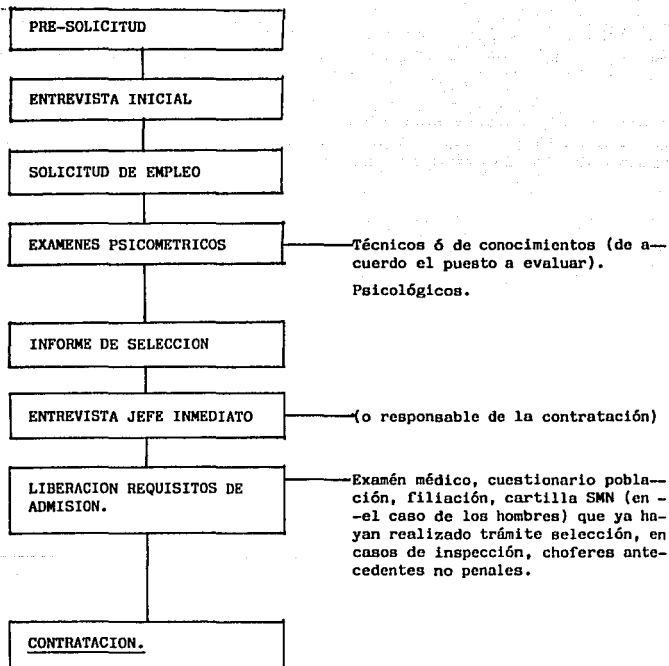 PRE-SOLICITUD
ENTREVISTA INICIAL
SOLICITUD DE EMPLEO
EXAMENES PSICOMETRICOS
Técnicos ó de conocimientos (de a—
cuerdo el puesto a evaluar).
Psicológicos.
INFORME DE SELECCION
ENTREVISTA JEFE INMEDIATO
(o responsable de la contratación)
LIBERACION REQUISITOS DE
ADMISION.
Exámén médico, cuestionario pobla—
ción, filiación, cartilla SMN (en -
-el caso de los hombres) que ya ha-
yan realizado trámite selección, en
casos de inspección, choferes ante-
cedentes no penales.
CONTRATACION.